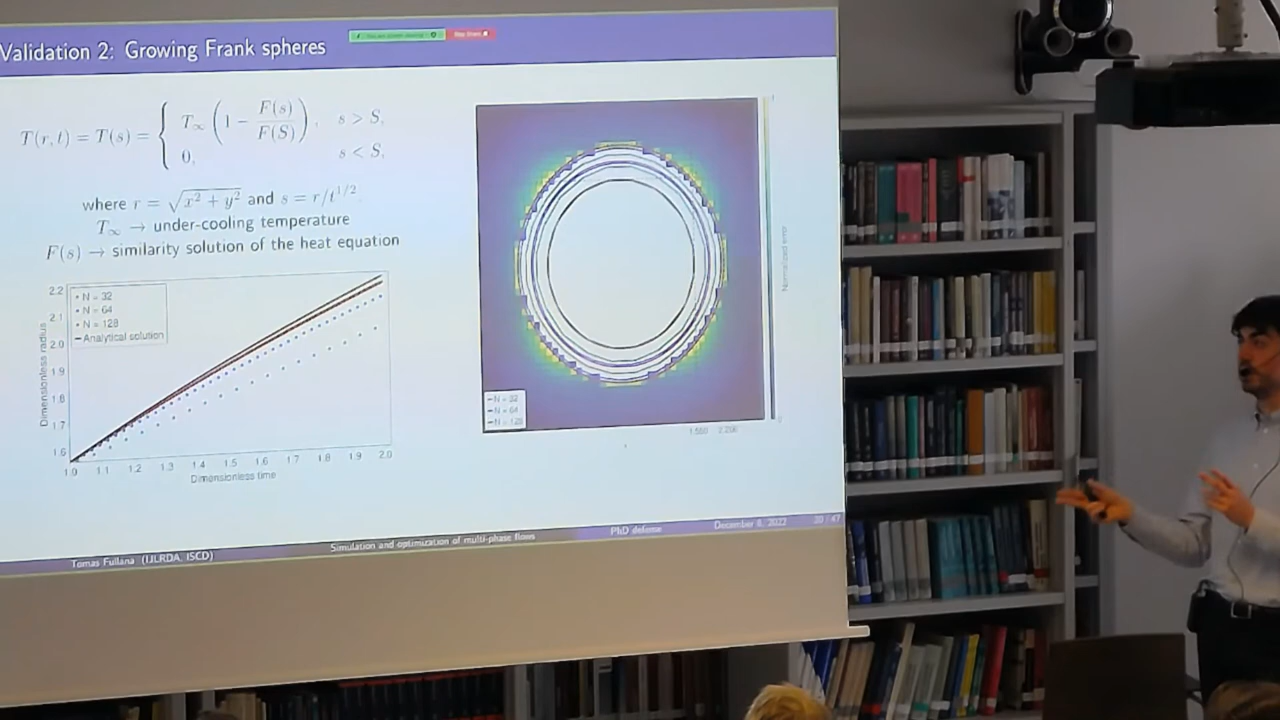 Validation 2: Growing Frank spheres
T(r, t) = T(s) = { T∞ (1 − F(s)/F(S)), s > S,
0, s < S,
where r = √x² + y² and s = r/t^1/2
T∞ → under-cooling temperature
F(s) → similarity solution of the heat equation
N = 32
N = 64
N = 128
Analytical solution
2.2
2.1
2.0
1.9
1.8
1.7
1.6
Dimensionless radius
1.0 1.1 1.2 1.3 1.4 1.5 1.6 1.7 1.8 1.9 2.0
Dimensionless time
N = 32
N = 64
N = 128
Normalized error
Tomas Fullana (IJLRDA, ISCD)
Simulation and optimization of multi-phase flows
PhD defense
December 8, 2022
20 / 47